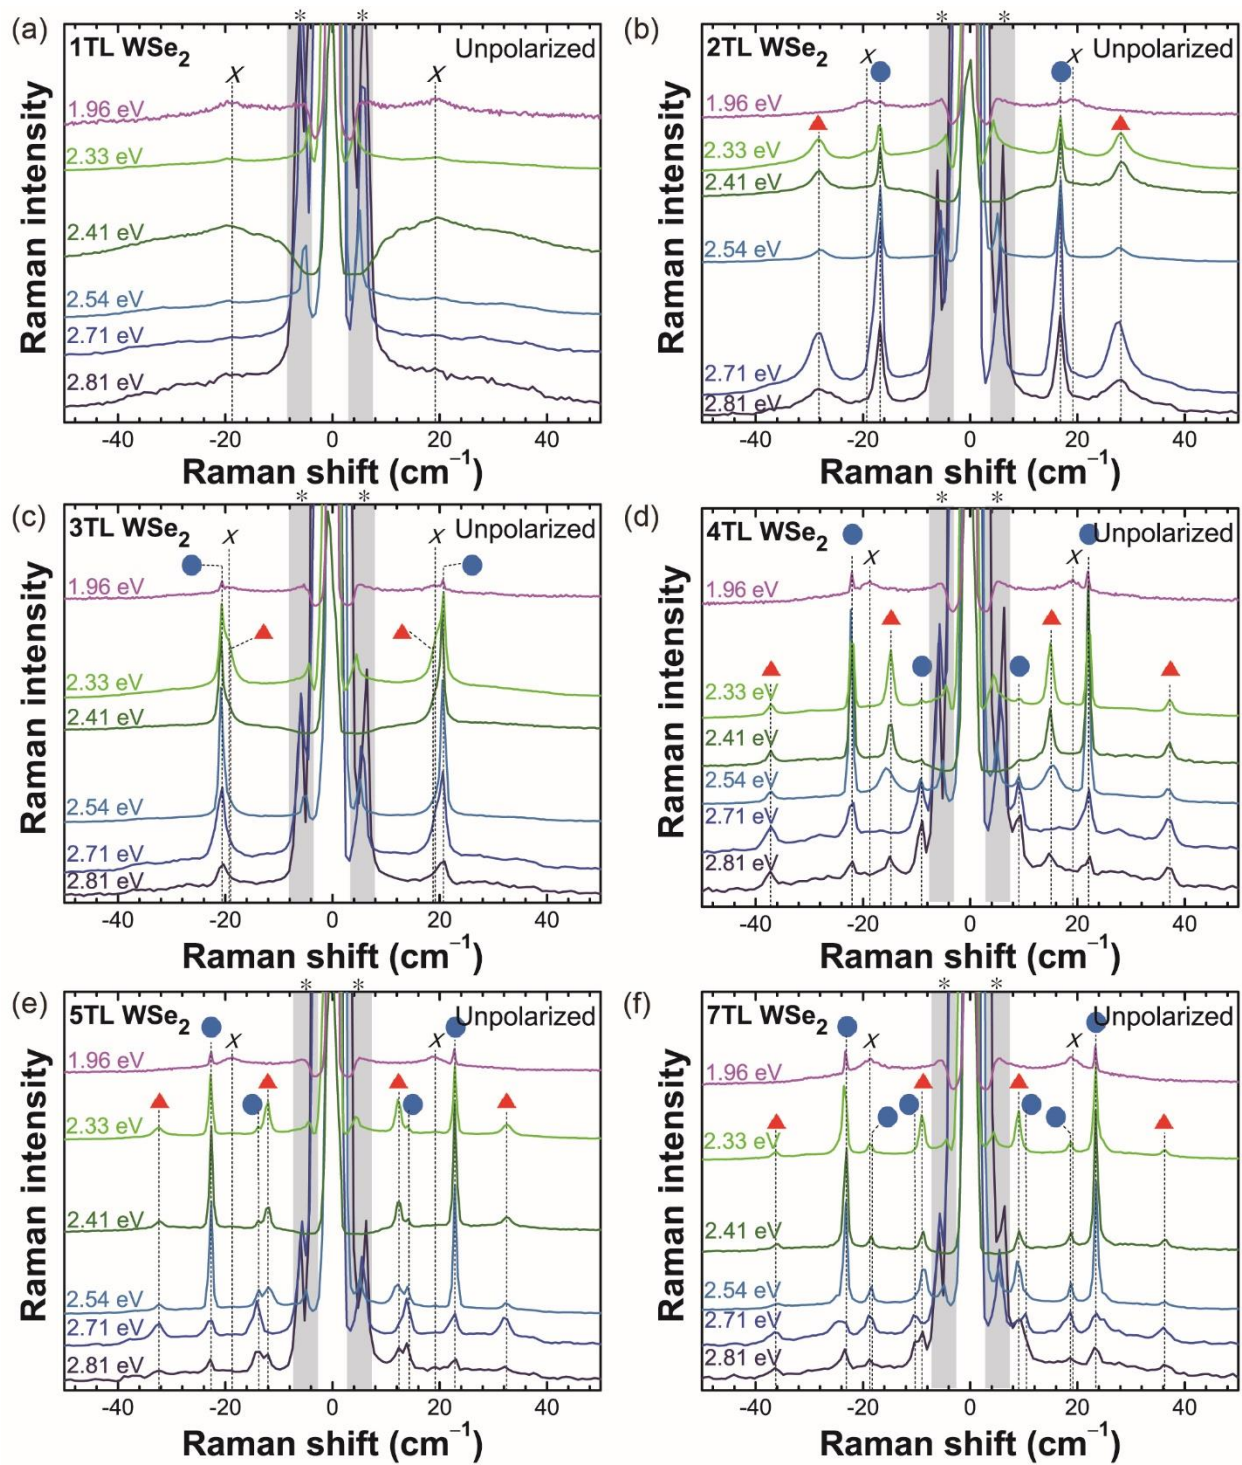 (a)
* *
1TL WSe₂ Unpolarized
x x
1.96 eV
2.33 eV
2.41 eV
2.54 eV
2.71 eV
2.81 eV
-40 -20 0 20 40
Raman shift (cm⁻¹)
Raman intensity
(b)
* *
2TL WSe₂ Unpolarized
x x
1.96 eV
2.33 eV
2.41 eV
2.54 eV
2.71 eV
2.81 eV
-40 -20 0 20 40
Raman shift (cm⁻¹)
Raman intensity
(c)
* *
3TL WSe₂ Unpolarized
x x
1.96 eV
2.33 eV
2.41 eV
2.54 eV
2.71 eV
2.81 eV
-40 -20 0 20 40
Raman shift (cm⁻¹)
Raman intensity
(d)
* *
4TL WSe₂ Unpolarized
x x
1.96 eV
2.33 eV
2.41 eV
2.54 eV
2.71 eV
2.81 eV
-40 -20 0 20 40
Raman shift (cm⁻¹)
Raman intensity
(e)
* *
5TL WSe₂ Unpolarized
x x
1.96 eV
2.33 eV
2.41 eV
2.54 eV
2.71 eV
2.81 eV
-40 -20 0 20 40
Raman shift (cm⁻¹)
Raman intensity
(f)
* *
7TL WSe₂ Unpolarized
x x
1.96 eV
2.33 eV
2.41 eV
2.54 eV
2.71 eV
2.81 eV
-40 -20 0 20 40
Raman shift (cm⁻¹)
Raman intensity